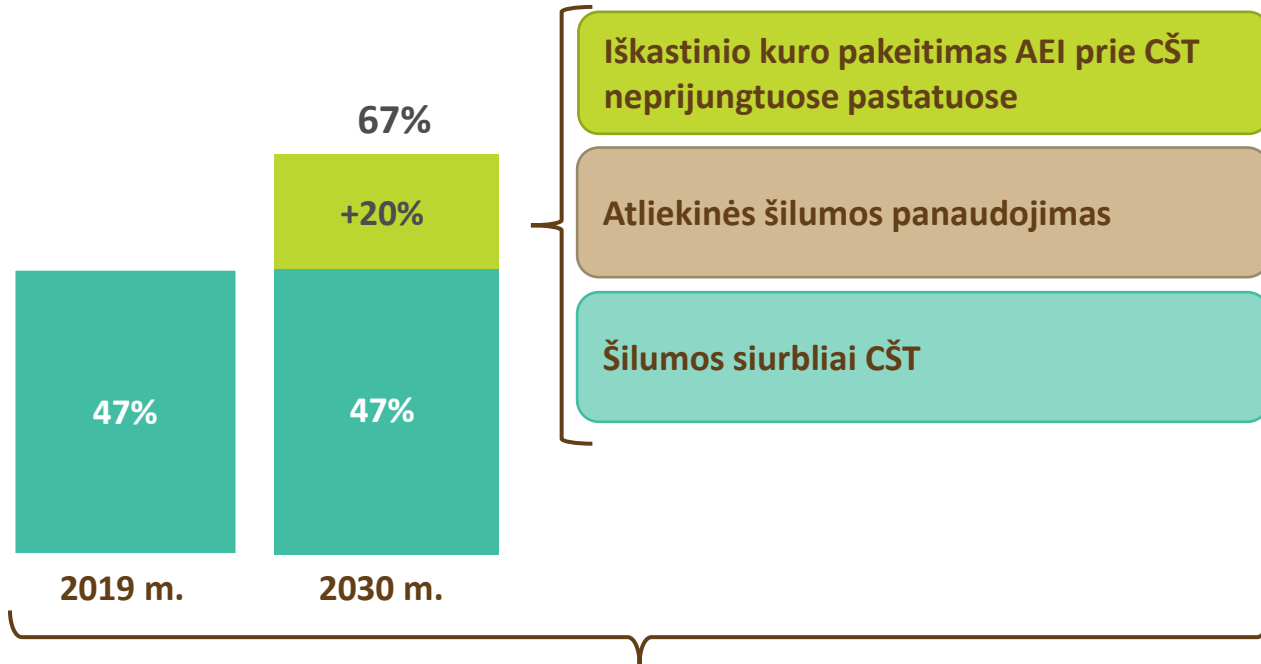 67%
+20%
47%
47%
2019 m.
2030 m.
Iškastinio kuro pakeitimas AEI prie CŠT
neprijungtuose pastatuose
Atliekinės šilumos panaudojimas
Šilumos siurbliai CŠT